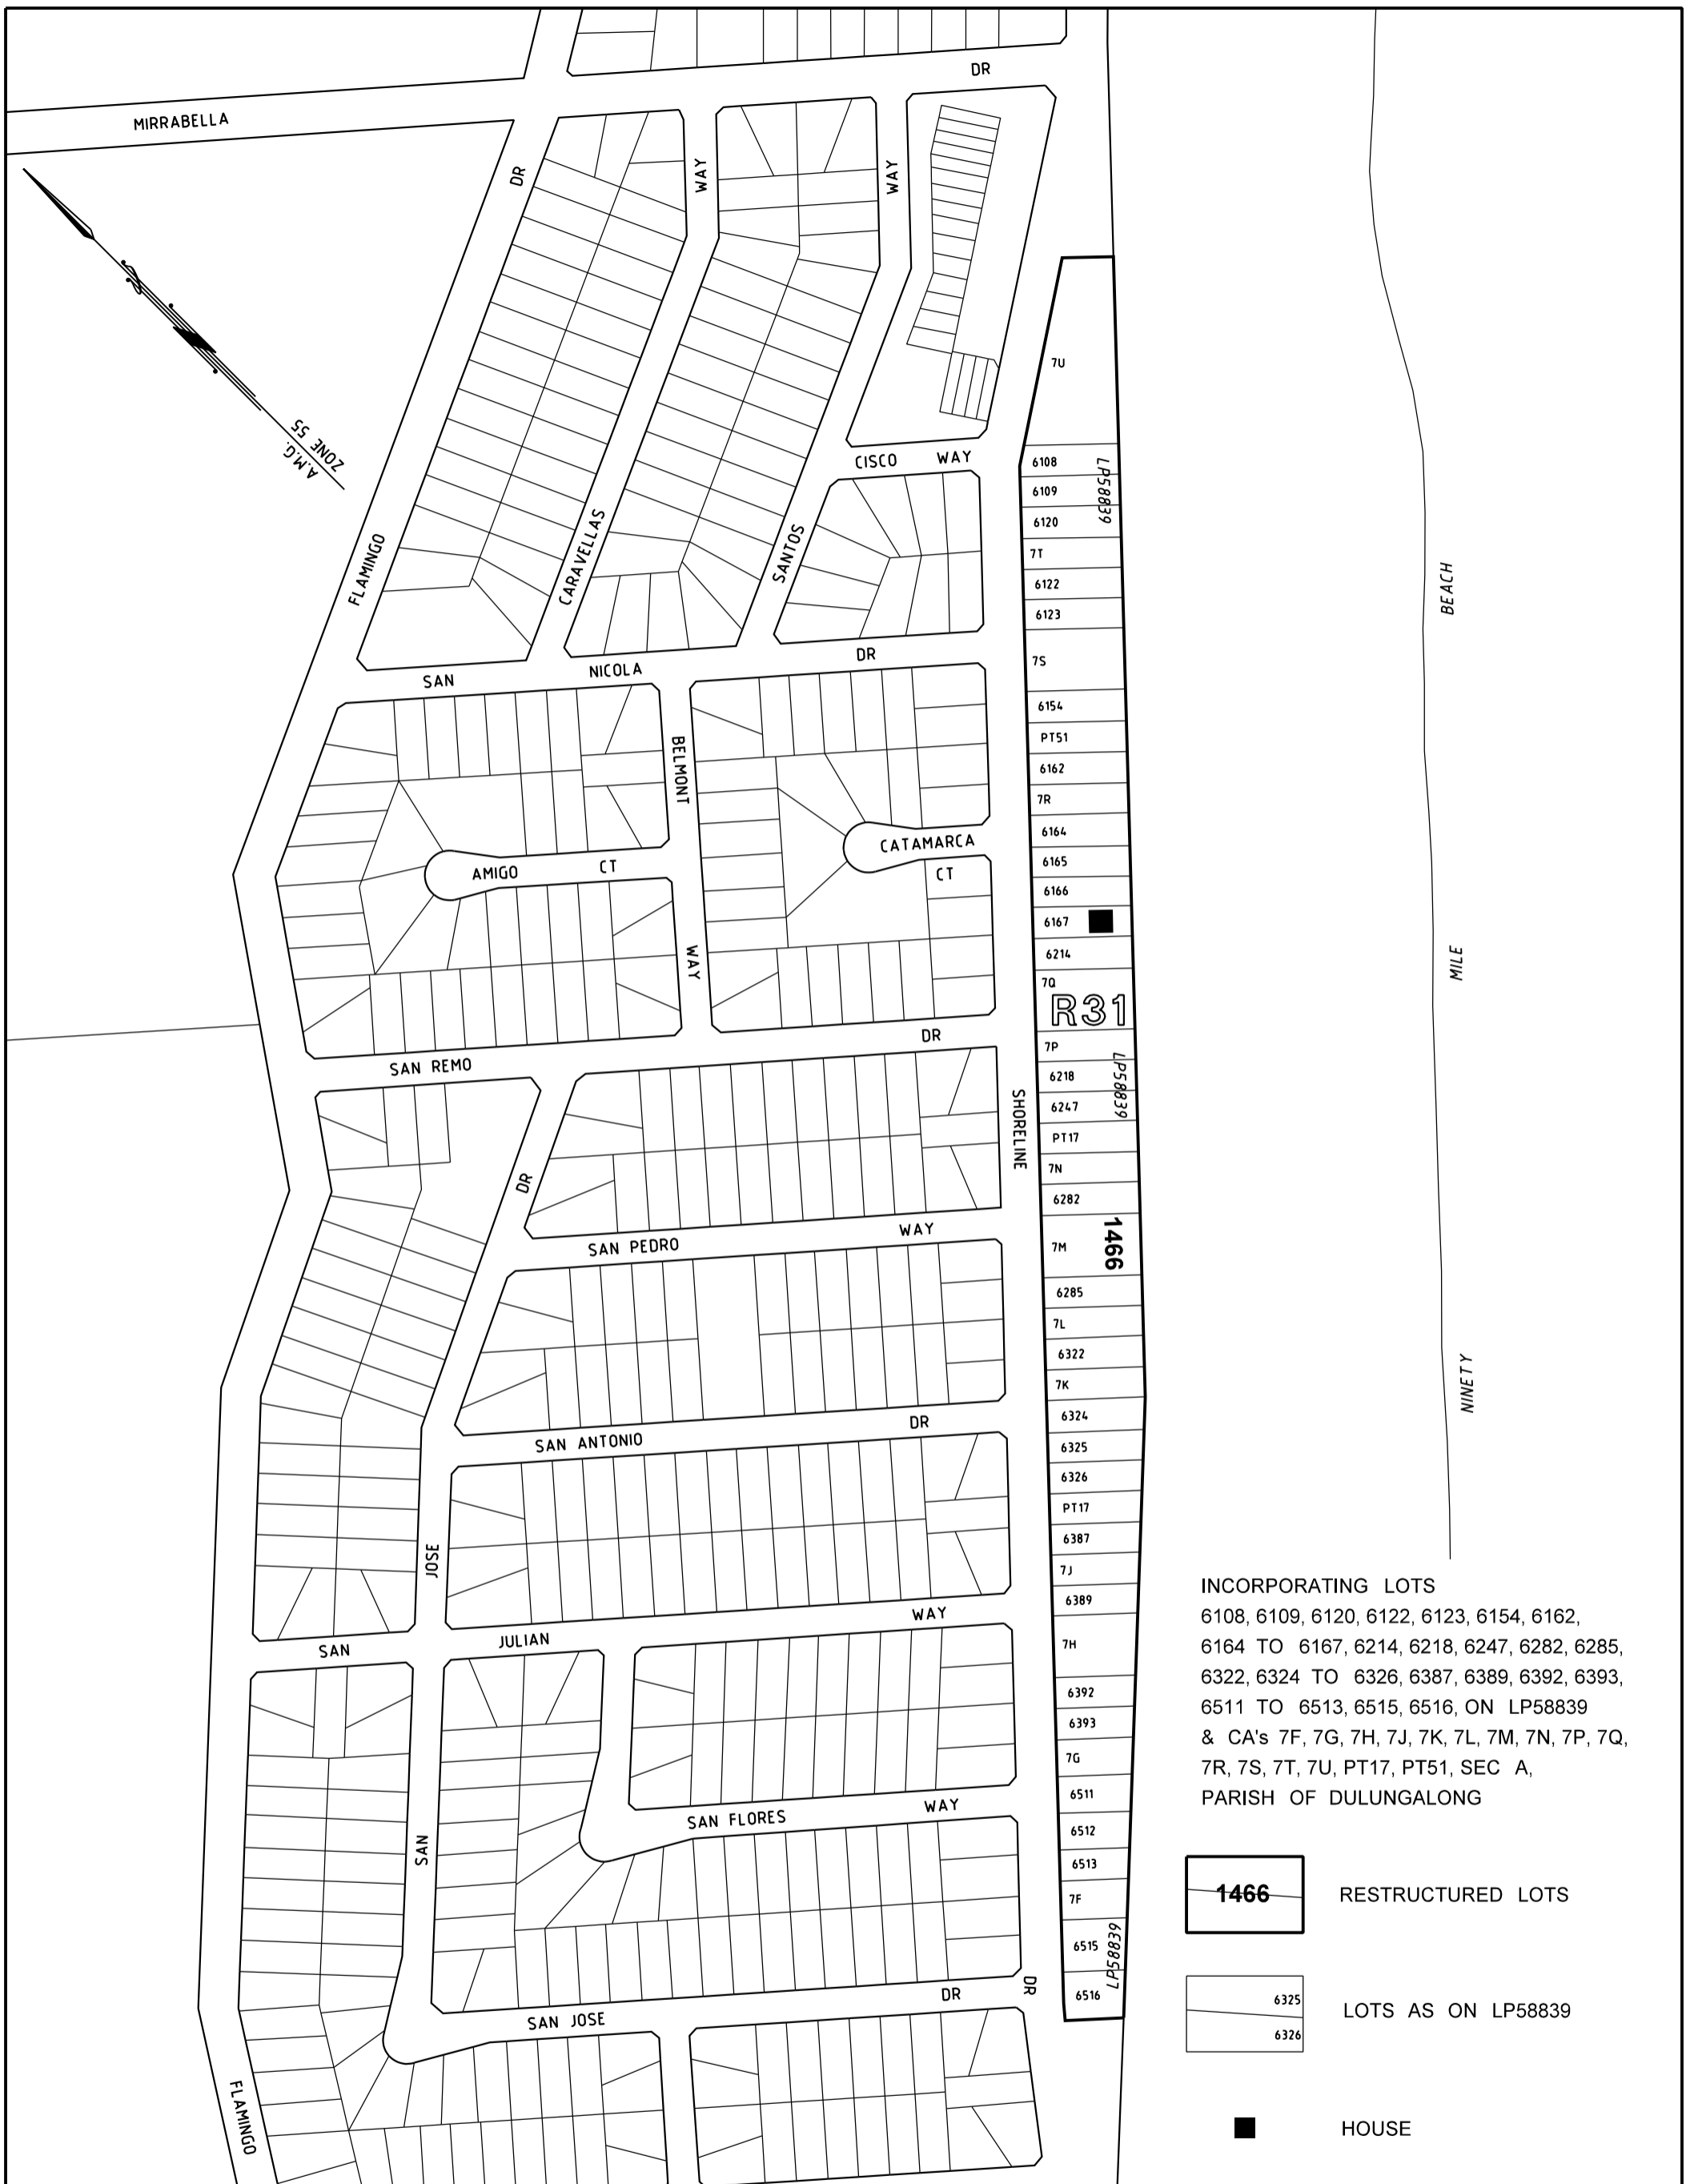 DR
MIRRABELLA
DR
WAY
WAY
A.M.G.
ZONE 55
7U
CISCO WAY
6108
LP58839
6109
6120
7T
6122
6123
FLAMINGO
CARAVELLAS
SANTOS
BEACH
SAN NICOLA DR
7S
6154
PT51
6162
7R
6164
6165
6166
6167
6214
7Q
R31
BELMONT
WAY
CATAMARCA
CT
AMIGO CT
MILE
SAN REMO DR
7P
6218
LP58839
6247
PT17
7N
6282
SHORELINE
DR
SAN PEDRO WAY
7M
1466
6285
7L
6322
7K
6324
6325
6326
PT17
6387
7J
6389
NINETY
SAN ANTONIO DR
JOSE
SAN JULIAN WAY
7H
6392
6393
7G
6511
6512
6513
7F
6515
LP58839
6516
SAN FLORES WAY
SAN
DR
SAN JOSE DR
FLAMINGO
INCORPORATING LOTS
6108, 6109, 6120, 6122, 6123, 6154, 6162,
6164 TO 6167, 6214, 6218, 6247, 6282, 6285,
6322, 6324 TO 6326, 6387, 6389, 6392, 6393,
6511 TO 6513, 6515, 6516, ON LP58839
& CA's 7F, 7G, 7H, 7J, 7K, 7L, 7M, 7N, 7P, 7Q,
7R, 7S, 7T, 7U, PT17, PT51, SEC A,
PARISH OF DULUNGALONG
1466 RESTRUCTURED LOTS
6325
6326
LOTS AS ON LP58839
HOUSE